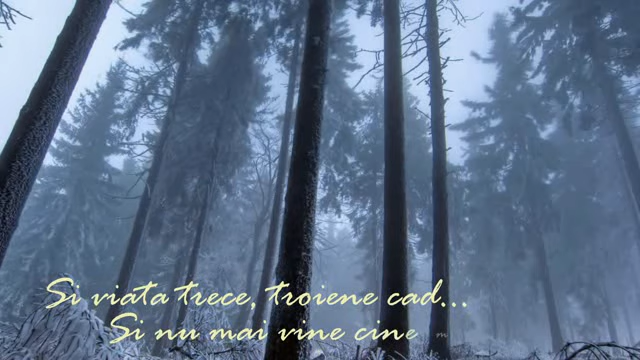 Si viata trece, troiene cad...
Si nu mai vine cine m